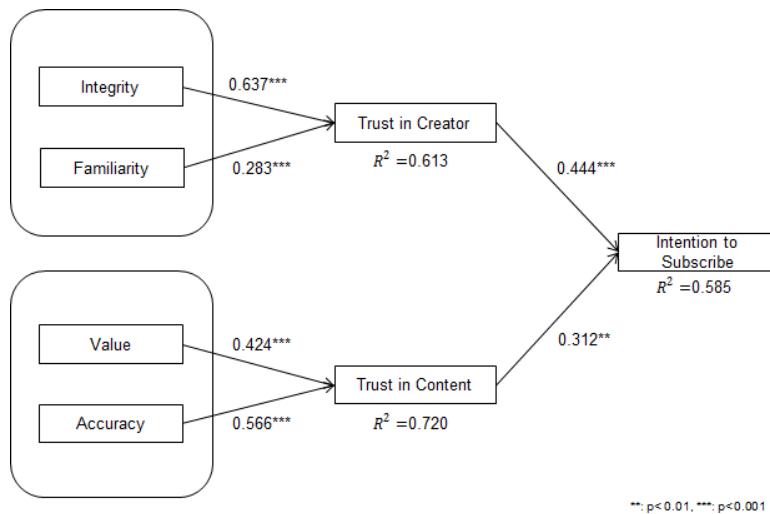 Integrity
0.637***
Trust in Creator
Familiarity
0.283***
R² =0.613
0.444***
Intention to
Subscribe
R² =0.585
Value
0.424***
0.312**
Trust in Content
Accuracy
0.566***
R² =0.720
**: p<0.01, ***: p<0.001